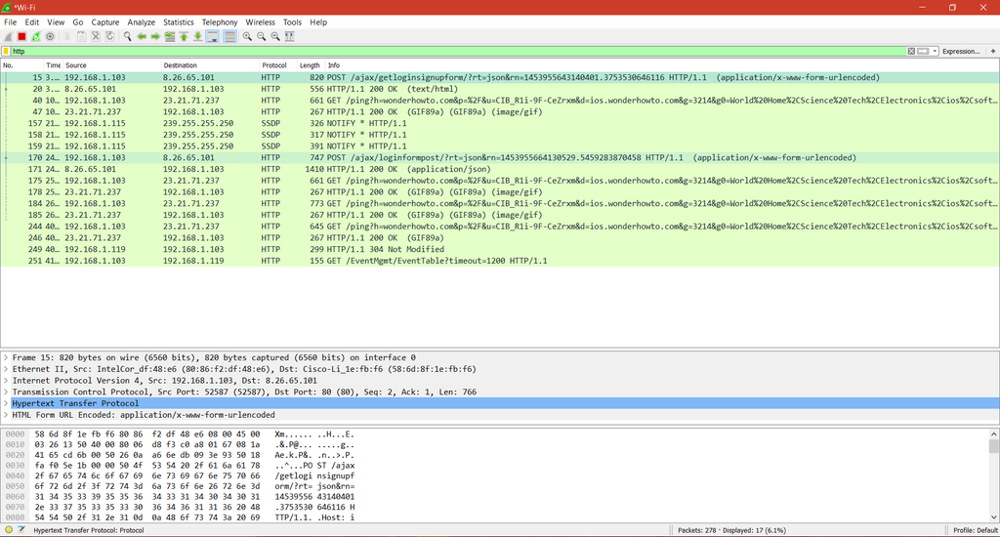 *Wi-Fi
File Edit View Go Capture Analyze Statistics Telephony Wireless Tools Help
http Expression... +
No. Time Source Destination Protocol Length Info
15 3.… 192.168.1.103 8.26.65.101 HTTP 820 POST /ajax/getloginsignupform/?rt=json&rn=1453955643140401.3753530646116 HTTP/1.1 (application/x-www-form-urlencoded)
20 3.… 8.26.65.101 192.168.1.103 HTTP 556 HTTP/1.1 200 OK (text/html)
40 10… 192.168.1.103 23.21.71.237 HTTP 661 GET /ping?h=wonderhowto.com&p=%2F&u=CIB_R1i-9F-CeZrxm&d=ios.wonderhowto.com&g=3214&g0=World%20Home%2CScience%20Tech%2CElectronics%2Cios%2Csoft…
47 10… 23.21.71.237 192.168.1.103 HTTP 267 HTTP/1.1 200 OK (GIF89a) (GIF89a) (image/gif)
157 21… 192.168.1.115 239.255.255.250 SSDP 326 NOTIFY * HTTP/1.1
158 21… 192.168.1.115 239.255.255.250 SSDP 317 NOTIFY * HTTP/1.1
159 21… 192.168.1.115 239.255.255.250 SSDP 391 NOTIFY * HTTP/1.1
170 24… 192.168.1.103 8.26.65.101 HTTP 747 POST /ajax/loginformpost/?rt=json&rn=1453955664130529.5459283870458 HTTP/1.1 (application/x-www-form-urlencoded)
171 24… 8.26.65.101 192.168.1.103 HTTP 1410 HTTP/1.1 200 OK (application/json)
175 25… 192.168.1.103 23.21.71.237 HTTP 661 GET /ping?h=wonderhowto.com&p=%2F&u=CIB_R1i-9F-CeZrxm&d=ios.wonderhowto.com&g=3214&g0=World%20Home%2CScience%20Tech%2CElectronics%2Cios%2Csoft…
178 25… 23.21.71.237 192.168.1.103 HTTP 267 HTTP/1.1 200 OK (GIF89a) (GIF89a) (image/gif)
184 26… 192.168.1.103 23.21.71.237 HTTP 773 GET /ping?h=wonderhowto.com&p=%2F&u=CIB_R1i-9F-CeZrxm&d=ios.wonderhowto.com&g=3214&g0=World%20Home%2CScience%20Tech%2CElectronics%2Cios%2Csoft…
185 26… 23.21.71.237 192.168.1.103 HTTP 267 HTTP/1.1 200 OK (GIF89a) (GIF89a) (image/gif)
244 40… 192.168.1.103 23.21.71.237 HTTP 645 GET /ping?h=wonderhowto.com&p=%2F&u=CIB_R1i-9F-CeZrxm&d=ios.wonderhowto.com&g=3214&g0=World%20Home%2CScience%20Tech%2CElectronics%2Cios%2Csoft…
246 40… 23.21.71.237 192.168.1.103 HTTP 267 HTTP/1.1 200 OK (GIF89a)
249 40… 192.168.1.119 192.168.1.103 HTTP 299 HTTP/1.1 304 Not Modified
251 41… 192.168.1.103 192.168.1.119 HTTP 155 GET /EventMgmt/EventTable?timeout=1200 HTTP/1.1
Frame 15: 820 bytes on wire (6560 bits), 820 bytes captured (6560 bits) on interface 0
Ethernet II, Src: IntelCor_df:48:e6 (80:86:f2:df:48:e6), Dst: Cisco-Li_1e:fb:f6 (58:6d:8f:1e:fb:f6)
Internet Protocol Version 4, Src: 192.168.1.103, Dst: 8.26.65.101
Transmission Control Protocol, Src Port: 52587 (52587), Dst Port: 80 (80), Seq: 2, Ack: 1, Len: 766
Hypertext Transfer Protocol
HTML Form URL Encoded: application/x-www-form-urlencoded
0000 58 6d 8f 1e fb f6 80 86 f2 df 48 e6 08 00 45 00 Xm...... ..H...E.
0010 03 26 13 50 40 00 80 06 d8 f3 c0 a8 01 67 08 1a .&.P@... .....g..
0020 41 65 cd 6b 00 50 26 0a a6 6e db 09 3e 93 50 18 Ae.k.P&. .n..>.P.
0030 fa f0 5e 1b 00 00 50 4f 53 54 20 2f 61 6a 61 78 ..^...PO ST /ajax
0040 2f 67 65 74 6c 6f 67 69 6e 73 69 67 6e 75 70 66 /getlogi nsignupf
0050 6f 72 6d 2f 3f 72 74 3d 6a 73 6f 6e 26 72 6e 3d orm/?rt= json&rn=
0060 31 34 35 33 39 35 35 36 34 33 31 34 30 34 30 31 14539556 43140401
0070 2e 33 37 35 33 35 33 30 36 34 36 31 31 36 20 48 .3753530 646116 H
0080 54 54 50 2f 31 2e 31 0d 0a 48 6f 73 74 3a 20 69 TTP/1.1. .Host: i
Hypertext Transfer Protocol: Protocol Packets: 278 · Displayed: 17 (6.1%) Profile: Default